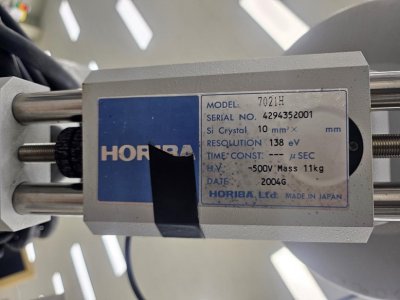 HORIBA
MODEL 7021H
SERIAL NO. 4294352001
Si Crystal 10 mm² × mm
RESOLUTION 138 eV
TIME CONST. --- μSEC
H.V. -500V Mass 11kg
DATE 2004G
HORIBA, Ltd. MADE IN JAPAN